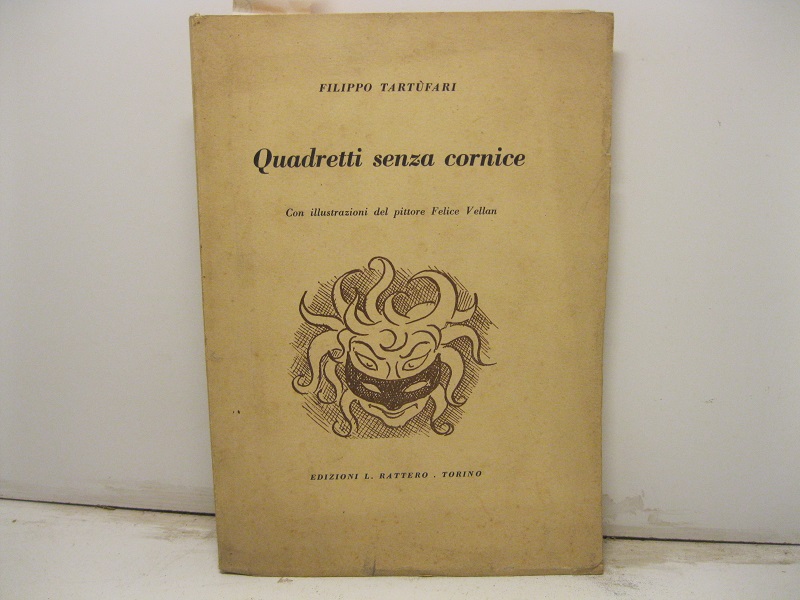 FILIPPO TARTÙFARI
Quadretti senza cornice
Con illustrazioni del pittore Felice Vellan
EDIZIONI L. RATTERO . TORINO